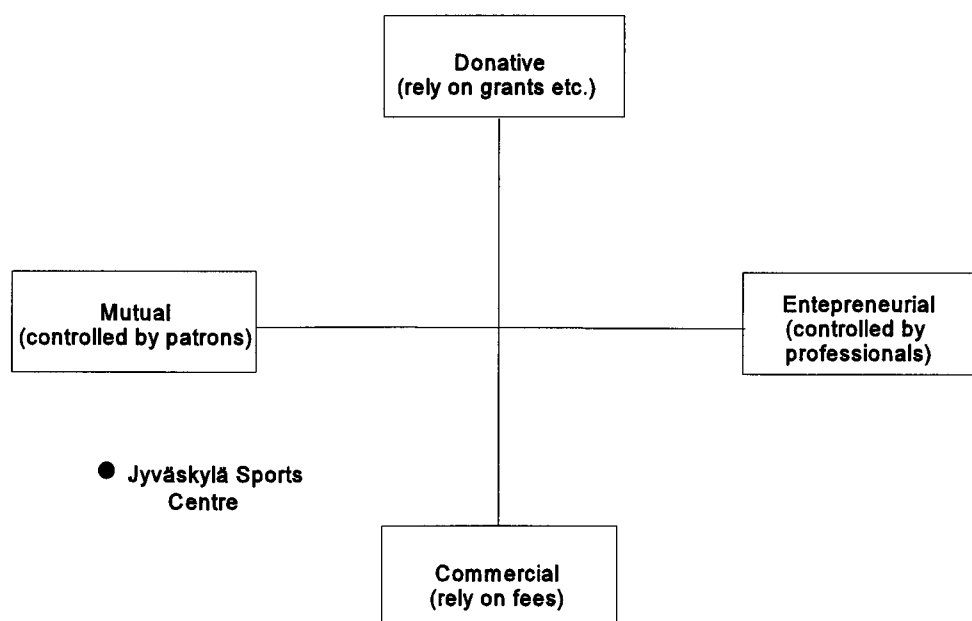 Donative
(rely on grants etc.)
Mutual
(controlled by patrons)
Entepreneurial
(controlled by
professionals)
Jyväskylä Sports
Centre
Commercial
(rely on fees)